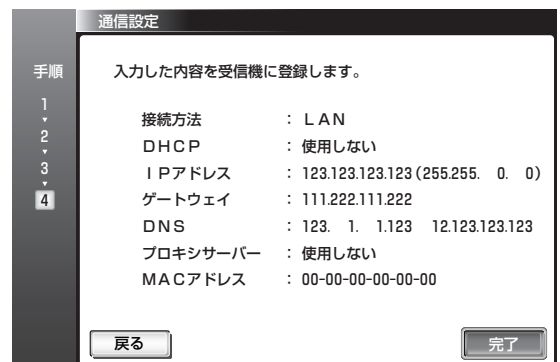 通信設定
手順
1
2
3
4
入力した内容を受信機に登録します。
接続方法 : LAN
DHCP : 使用しない
IPアドレス : 123.123.123.123 (255.255. 0. 0)
ゲートウェイ : 111.222.111.222
DNS : 123. 1. 1.123 12.123.123.123
プロキシサーバー : 使用しない
MACアドレス : 00-00-00-00-00-00
戻る
完了